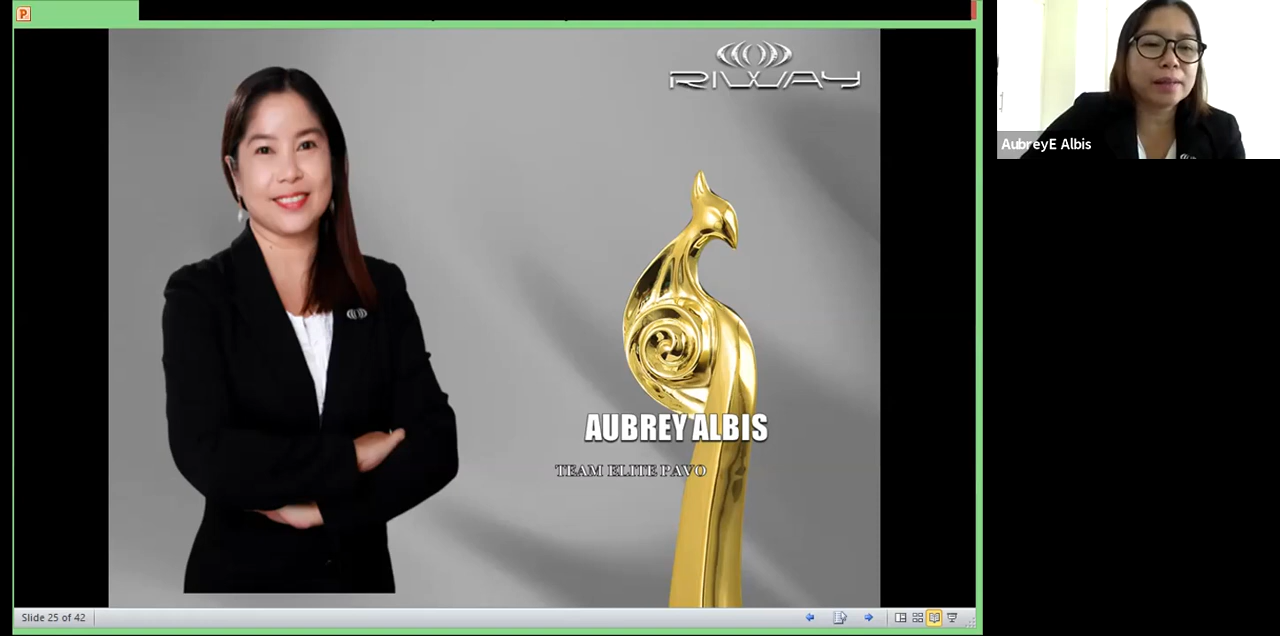 RIWAY
AubreyE Albis
AUBREY ALBIS
TEAM ELITE PAVO
Slide 25 of 42